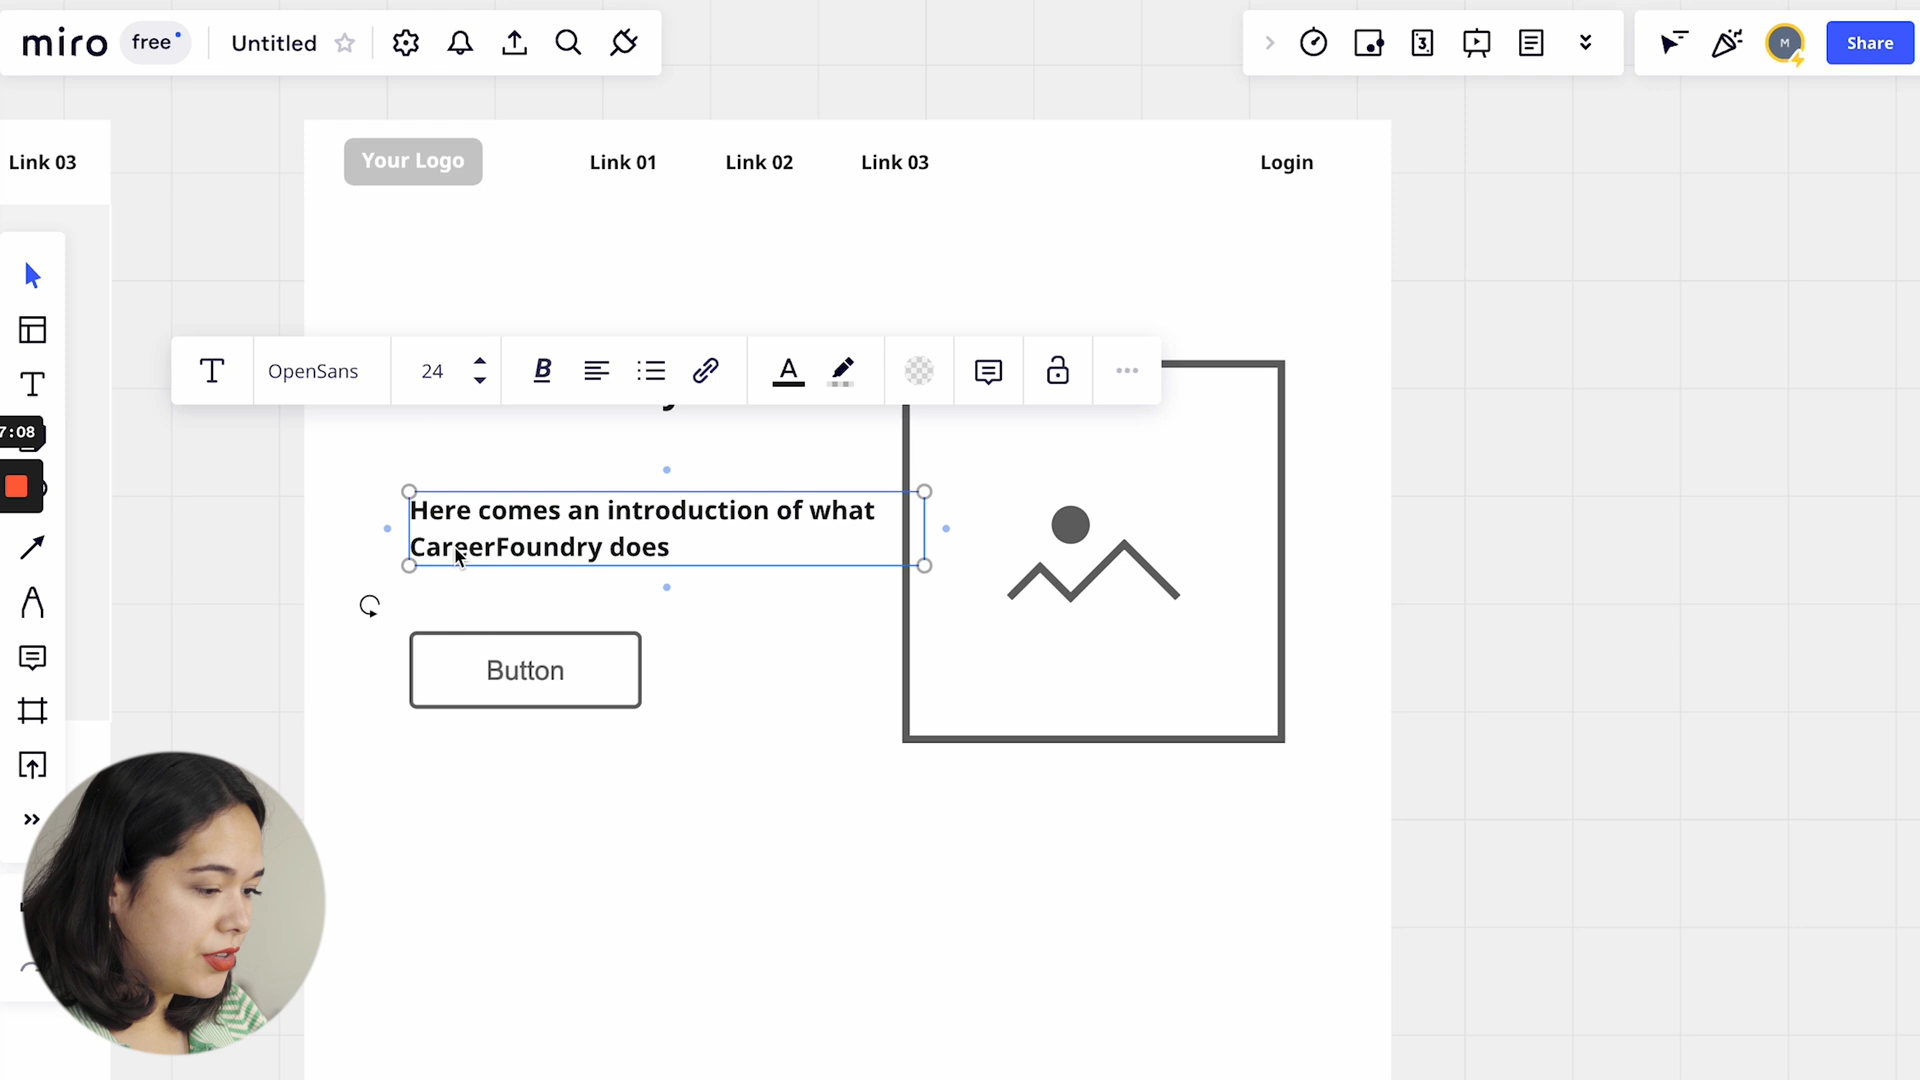 miro free Untitled
3
M
Share
Link 03
Your Logo
Link 01
Link 02
Link 03
Login
OpenSans
24
B
A
7:08
Here comes an introduction of what
CareerFoundry does
Button